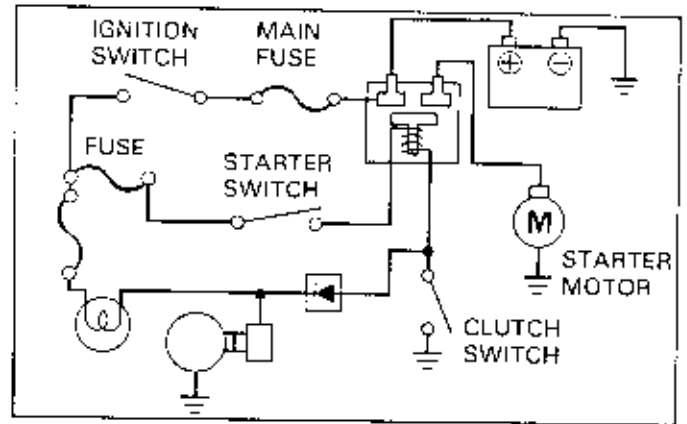 IGNITION
SWITCH
MAIN
FUSE
FUSE
STARTER
SWITCH
M
STARTER
MOTOR
CLUTCH
SWITCH